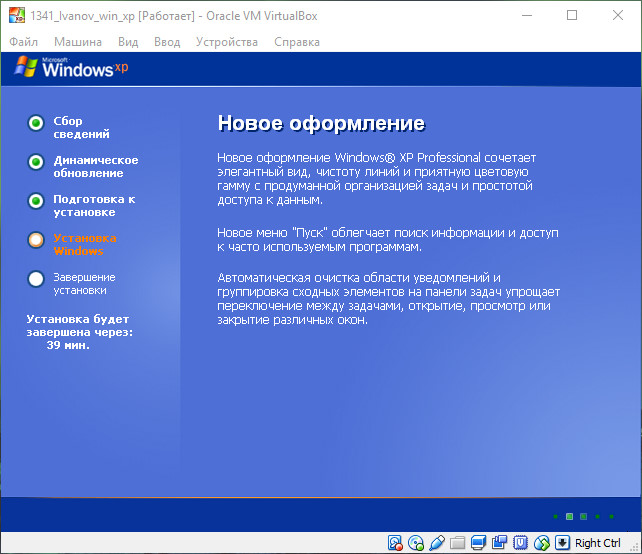 1341_Ivanov_win_xp [Работает] - Oracle VM VirtualBox
Файл Машина Вид Ввод Устройства Справка
Microsoft
Windows xp
Сбор
сведений
Динамическое
обновление
Подготовка к
установке
Установка
Windows
Завершение
установки
Установка будет
завершена через:
39 мин.
Новое оформление
Новое оформление Windows® XP Professional сочетает
элегантный вид, чистоту линий и приятную цветовую
гамму с продуманной организацией задач и простотой
доступа к данным.
Новое меню "Пуск" облегчает поиск информации и доступ
к часто используемым программам.
Автоматическая очистка области уведомлений и
группировка сходных элементов на панели задач упрощает
переключение между задачами, открытие, просмотр или
закрытие различных окон.
Right Ctrl